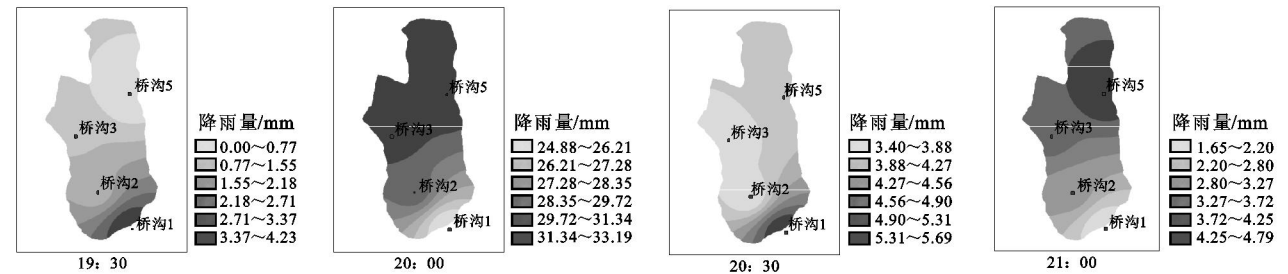 桥沟5
桥沟3
桥沟2
桥沟1
降雨量/mm
0.00～0.77
0.77～1.55
1.55～2.18
2.18～2.71
2.71～3.37
3.37～4.23
19：30
桥沟5
桥沟3
桥沟2
桥沟1
降雨量/mm
24.88～26.21
26.21～27.28
27.28～28.35
28.35～29.72
29.72～31.34
31.34～33.19
20：00
桥沟5
桥沟3
桥沟2
桥沟1
降雨量/mm
3.40～3.88
3.88～4.27
4.27～4.56
4.56～4.90
4.90～5.31
5.31～5.69
20：30
桥沟5
桥沟3
桥沟2
桥沟1
降雨量/mm
1.65～2.20
2.20～2.80
2.80～3.27
3.27～3.72
3.72～4.25
4.25～4.79
21：00